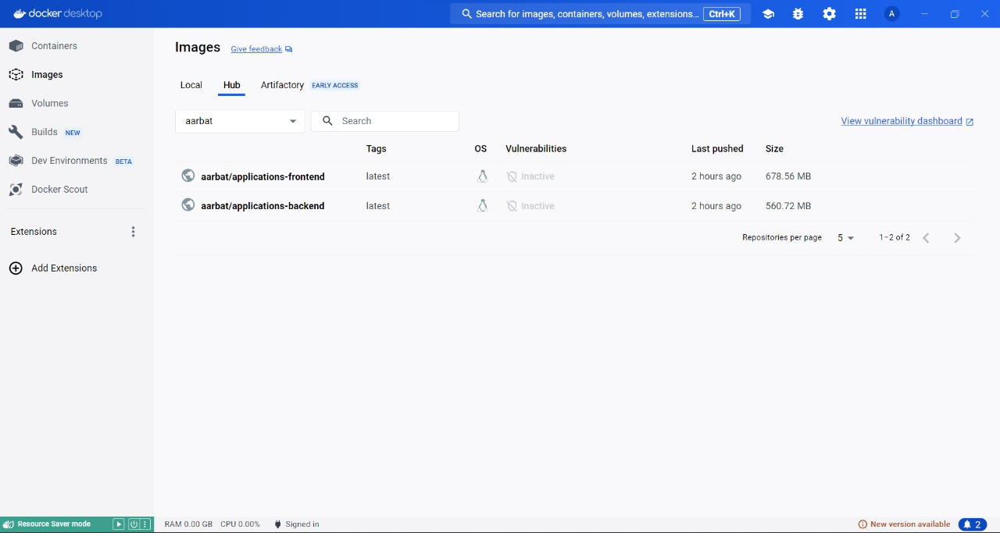 docker desktop
Search for images, containers, volumes, extensions... Ctrl+K
A
Containers
Images
Volumes
Builds NEW
Dev Environments BETA
Docker Scout
Extensions
Add Extensions
Images Give feedback
Local Hub Artifactory EARLY ACCESS
aarbat Search View vulnerability dashboard
Tags OS Vulnerabilities Last pushed Size
aarbat/applications-frontend latest Inactive 2 hours ago 678.56 MB
aarbat/applications-backend latest Inactive 2 hours ago 560.72 MB
Repositories per page 5 1–2 of 2
Resource Saver mode RAM 0.00 GB CPU 0.00% Signed in New version available 2